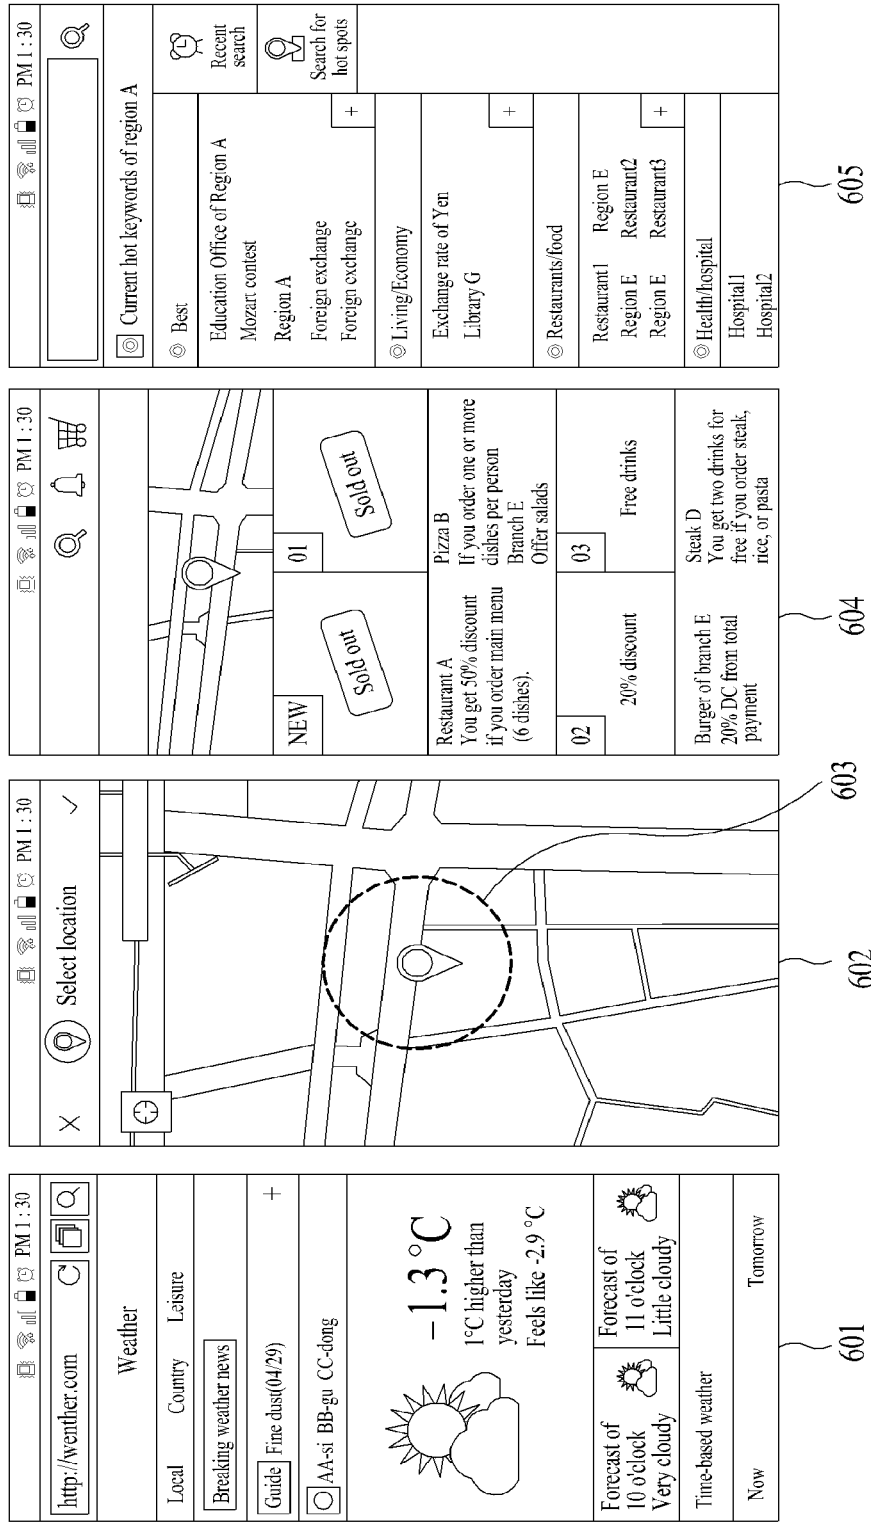 PM 1 : 30
http://wenther.com
Weather
Local Country Leisure
Breaking weather news
Guide Fine dust(04/29) +
AA-si BB-gu CC-dong
-1.3 °C
1°C higher than
yesterday
Feels like -2.9 °C
Forecast of
10 o'clock
Very cloudy
Forecast of
11 o'clock
Little cloudy
Time-based weather
Now Tomorrow
601
PM 1 : 30
Select location
602
603
PM 1 : 30
NEW
Sold out
01
Sold out
Restaurant A
You get 50% discount
if you order main menu
(6 dishes).
Pizza B
If you order one or more
dishes per person
Branch E
Offer salads
02
20% discount
03
Free drinks
Burger of branch E
20% DC from total
payment
Steak D
You get two drinks for
free if you order steak,
rice, or pasta
604
PM 1 : 30
Current hot keywords of region A
Best
Education Office of Region A
Mozart contest
Region A
Foreign exchange
Foreign exchange
+
Living/Economy
Exchange rate of Yen
Library G
+
Restaurants/food
Restaurant1 Region E
Region E Restaurant2
Region E Restaurant3
+
Health/hospital
Hospital1
Hospital2
Recent
search
Search for
hot spots
605